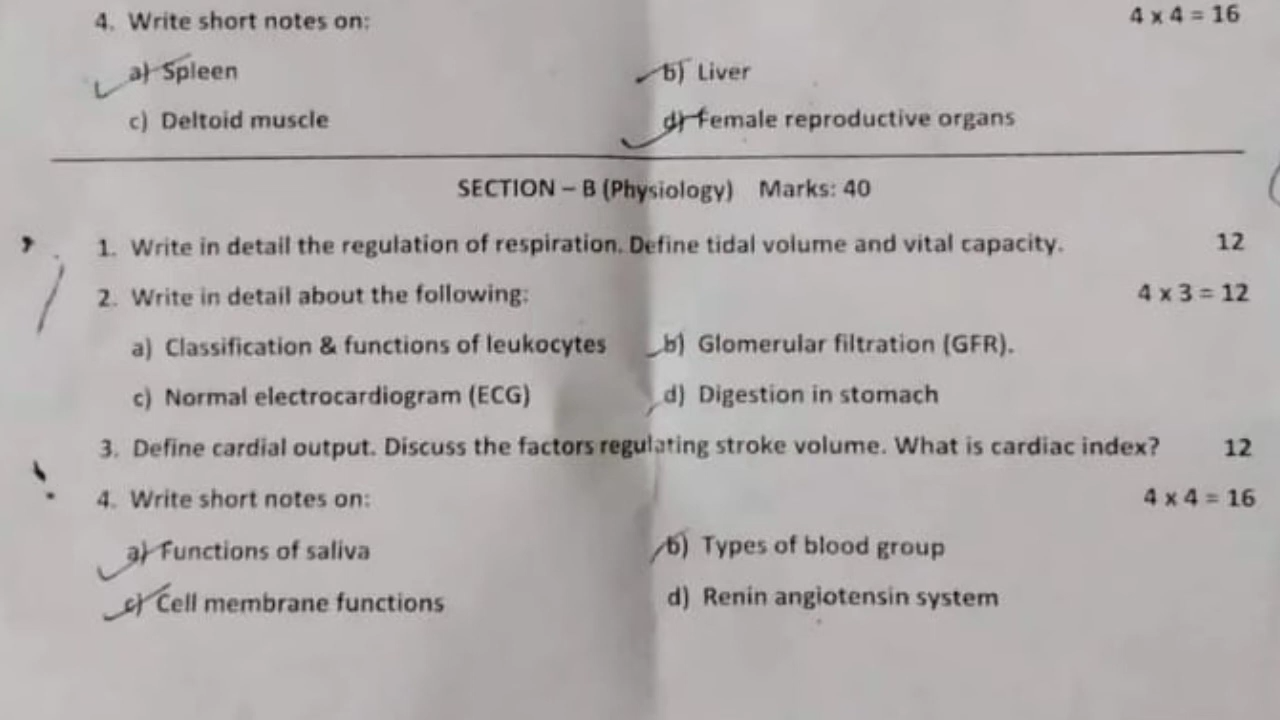 4. Write short notes on: 4 x 4 = 16
a) Spleen b) Liver
c) Deltoid muscle d) Female reproductive organs
SECTION – B (Physiology) Marks: 40
1. Write in detail the regulation of respiration. Define tidal volume and vital capacity. 12
2. Write in detail about the following: 4 x 3 = 12
a) Classification & functions of leukocytes b) Glomerular filtration (GFR).
c) Normal electrocardiogram (ECG) d) Digestion in stomach
3. Define cardial output. Discuss the factors regulating stroke volume. What is cardiac index? 12
4. Write short notes on: 4 x 4 = 16
a) Functions of saliva b) Types of blood group
c) Cell membrane functions d) Renin angiotensin system